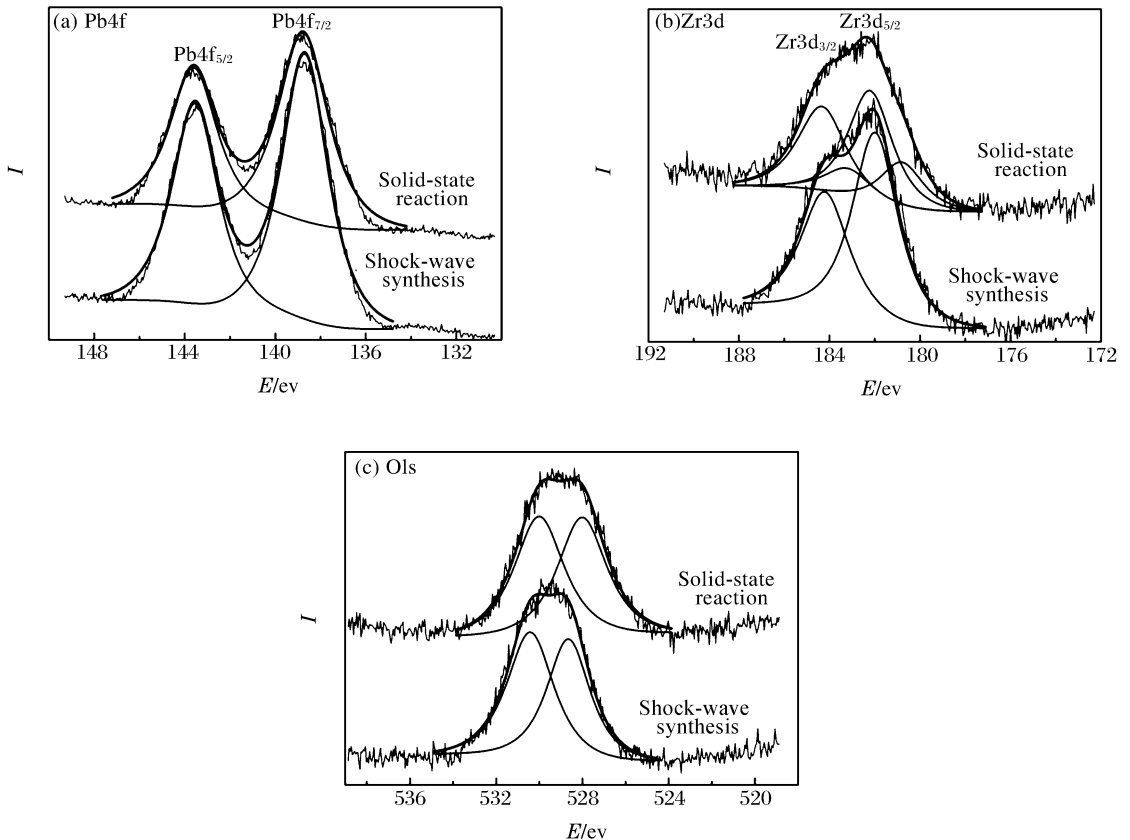 (a) Pb4f
Pb4f7/2
Pb4f5/2
Solid-state
reaction
Shock-wave
synthesis
I
148 144 140 136 132
E/ev
(b)Zr3d
Zr3d5/2
Zr3d3/2
Solid-state
reaction
Shock-wave
synthesis
I
192 188 184 180 176 172
E/ev
(c) Ols
Solid-state
reaction
Shock-wave
synthesis
I
536 532 528 524 520
E/ev